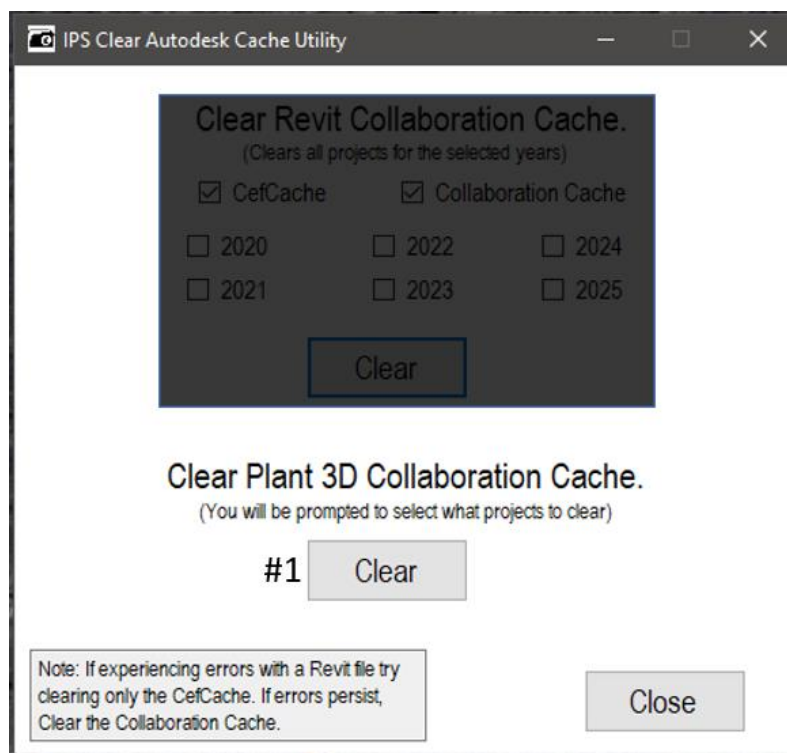 IPS Clear Autodesk Cache Utility
Clear Revit Collaboration Cache.
(Clears all projects for the selected years)
CefCache Collaboration Cache
2020 2022 2024
2021 2023 2025
Clear
Clear Plant 3D Collaboration Cache.
(You will be prompted to select what projects to clear)
#1 Clear
Note: If experiencing errors with a Revit file try
clearing only the CefCache. If errors persist,
Clear the Collaboration Cache.
Close